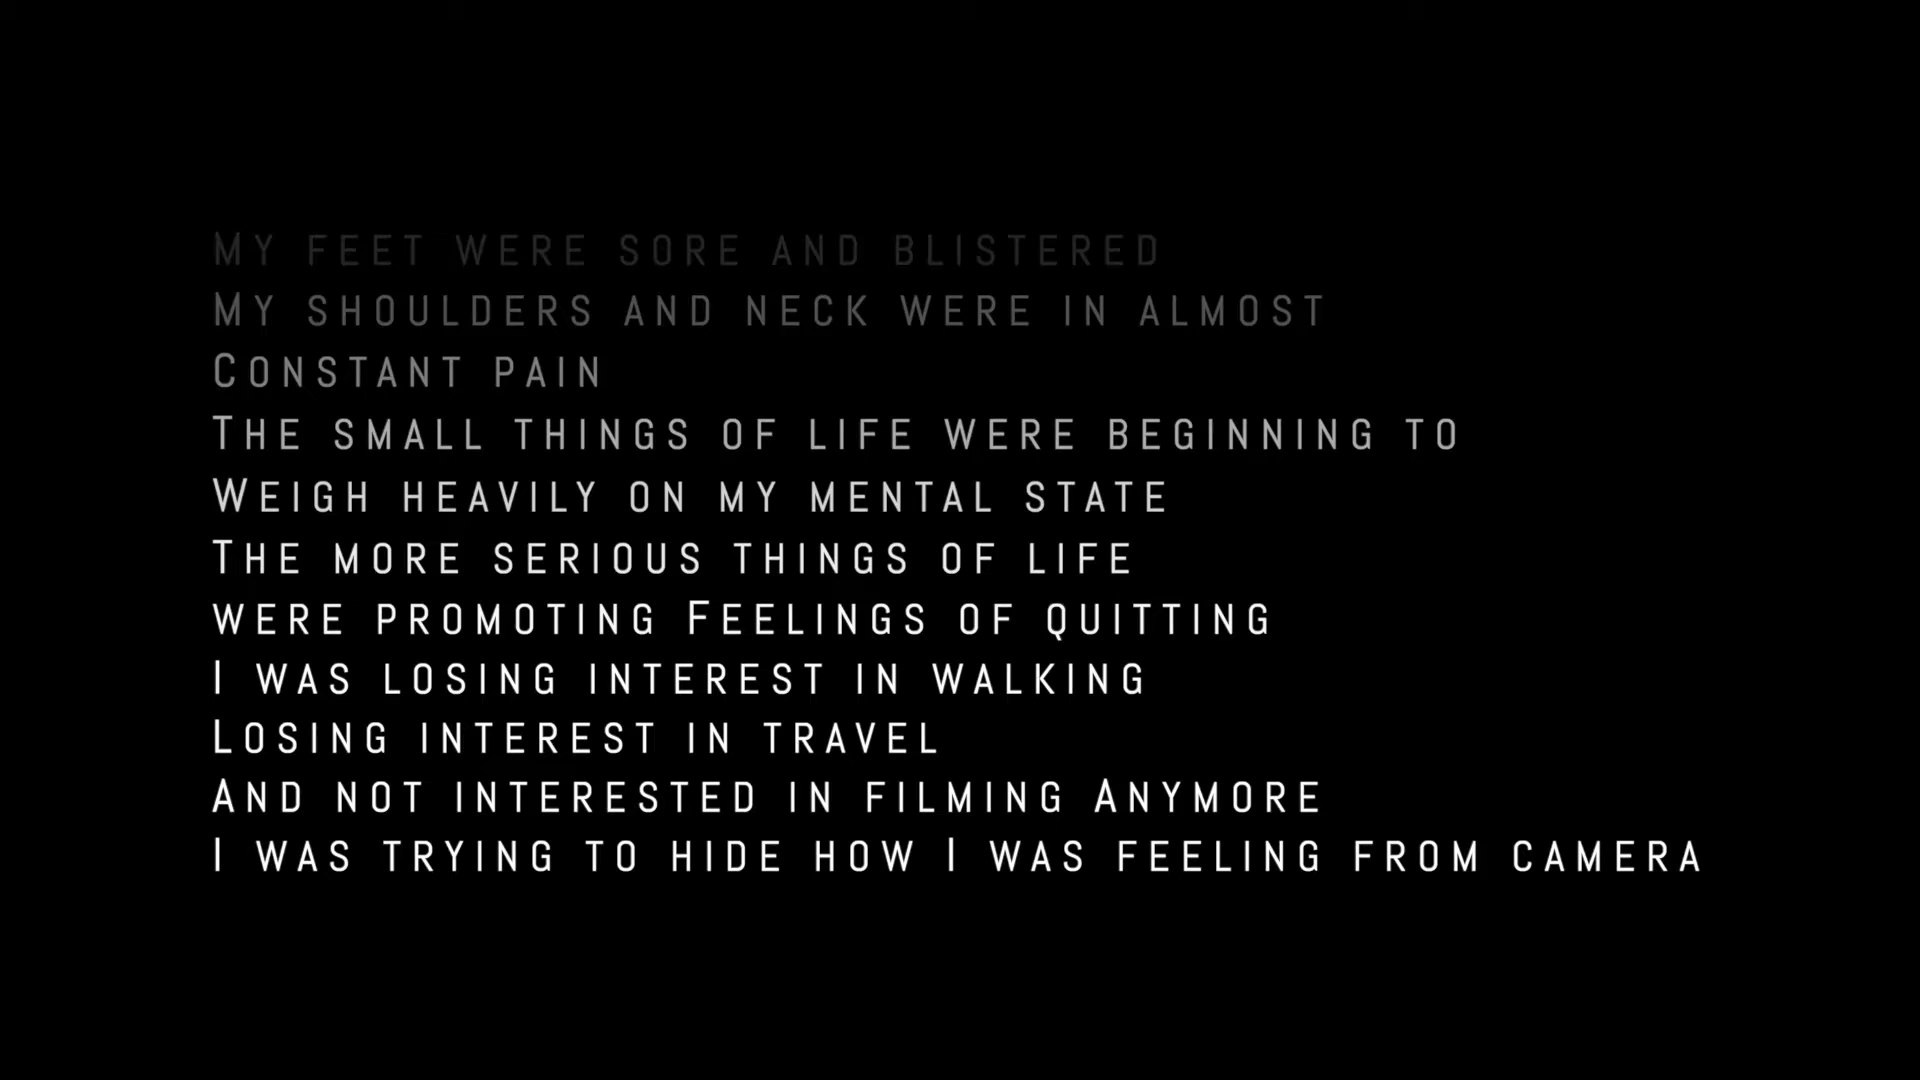 My feet were sore and blistered
My shoulders and neck were in almost
Constant pain
The small things of life were beginning to
Weigh heavily on my mental state
The more serious things of life
were promoting Feelings of quitting
I was losing interest in walking
Losing interest in travel
And not interested in filming Anymore
I was trying to hide how I was feeling from camera